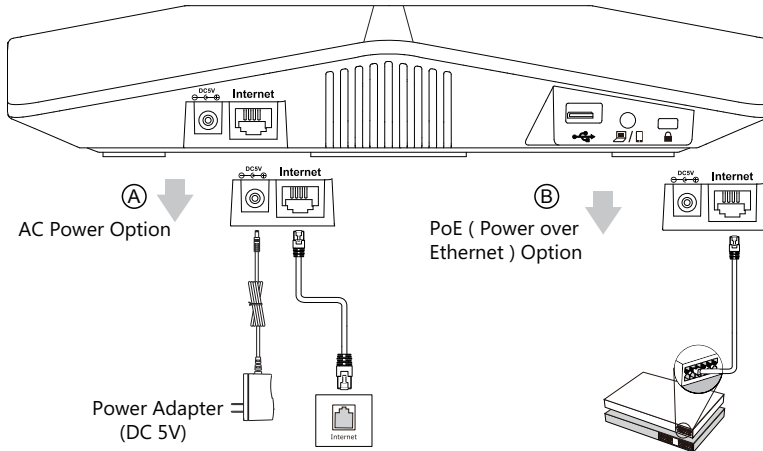 DC5V
Internet
DC5V
Internet
DC5V
Internet
A
B
AC Power Option
PoE ( Power over
Ethernet ) Option
Power Adapter
(DC 5V)
Internet